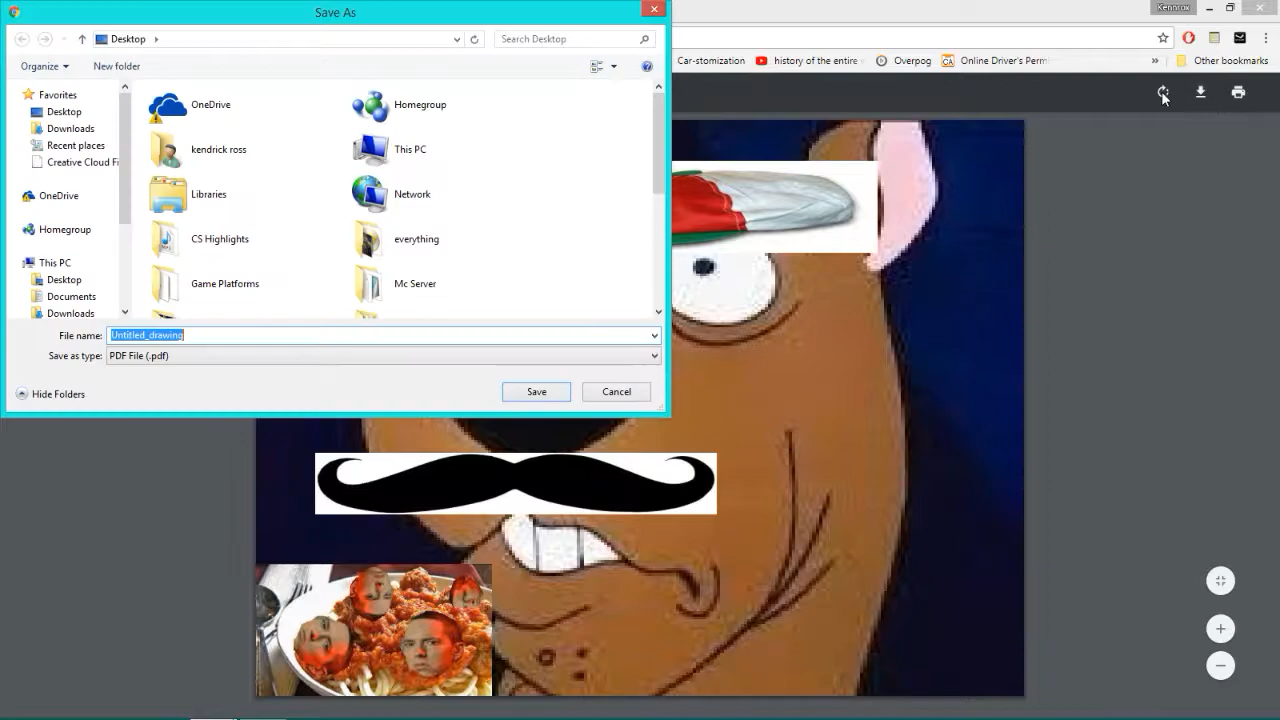 Save As
Kennrox
Desktop
Search Desktop
Organize
New folder
Car-stomization
history of the entire
Overpog
Online Driver's Perm
»
Other bookmarks
Favorites
Desktop
Downloads
Recent places
Creative Cloud Fi
OneDrive
Homegroup
This PC
Desktop
Documents
Downloads
OneDrive
Homegroup
kendrick ross
This PC
Libraries
Network
CS Highlights
everything
Game Platforms
Mc Server
File name:
Untitled_drawing
Save as type:
PDF File (.pdf)
Hide Folders
Save
Cancel